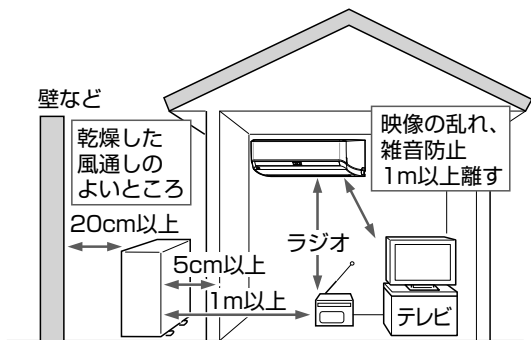 壁など
乾燥した
風通しの
よいところ
映像の乱れ、
雑音防止
1m以上離す
20cm以上
ラジオ
5cm以上
1m以上
テレビ